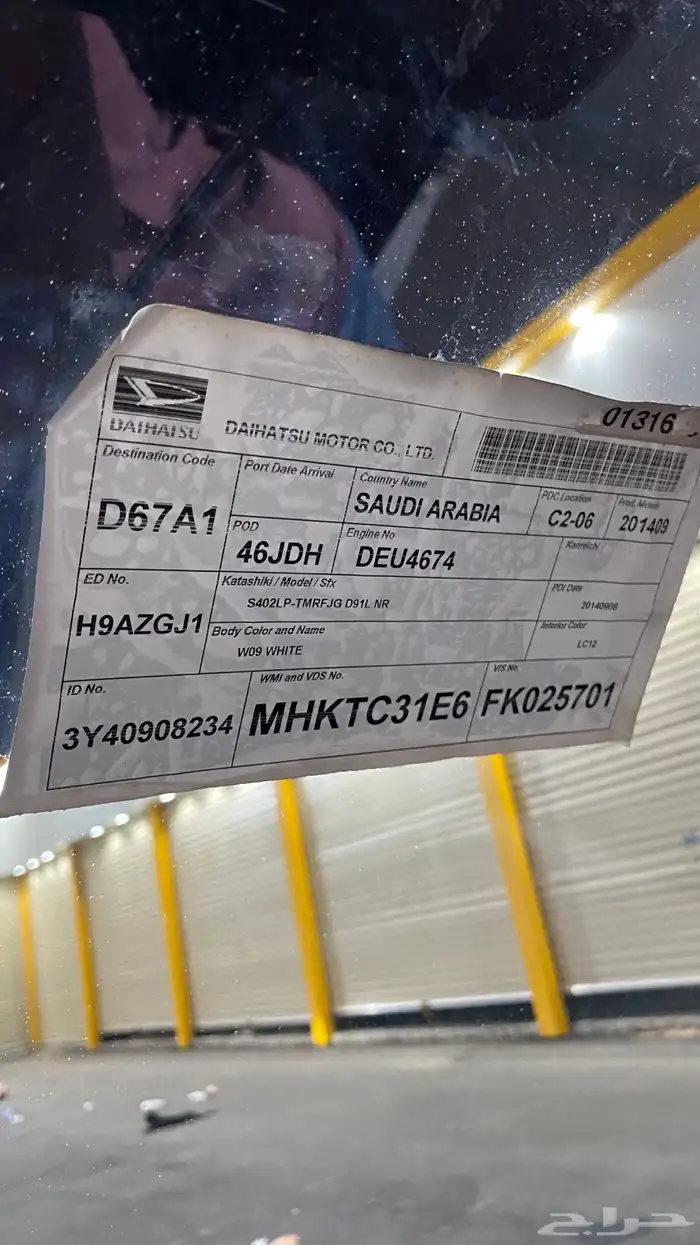 01316
DAIHATSU
DAIHATSU MOTOR CO., LTD.
Destination Code
D67A1
Port Date Arrival
Country Name
SAUDI ARABIA
PDC Location
C2-06
Prod. Month
201409
POD
46JDH
Engine No
DEU4674
Kanreichi
ED No.
H9AZGJ1
Katashiki / Model / Sfx
S402LP-TMRFJG D91L NR
PDI Date
20140908
Body Color and Name
W09 WHITE
Interior Color
LC12
ID No.
3Y40908234
WMI and VDS No.
MHKTC31E6
VIS No.
FK025701
حراج